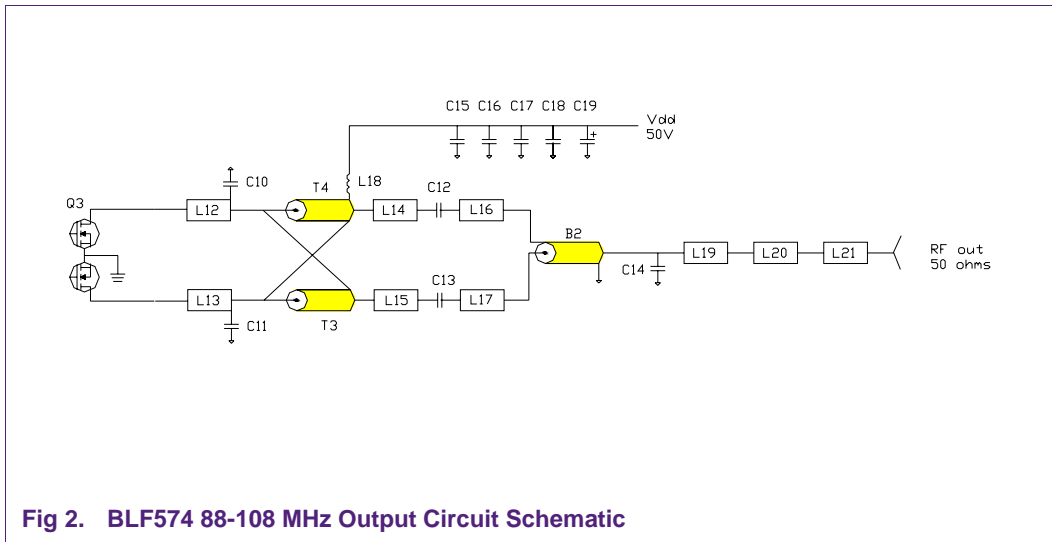 C15 C16 C17 C18 C19
Vdd
50V
+
C10
T4
L18
C12
Q3
L12
L14
L16
B2
L19
L20
L21
RF out
50 ohms
C14
L13
C11
T3
L15
C13
L17
Fig 2. BLF574 88-108 MHz Output Circuit Schematic